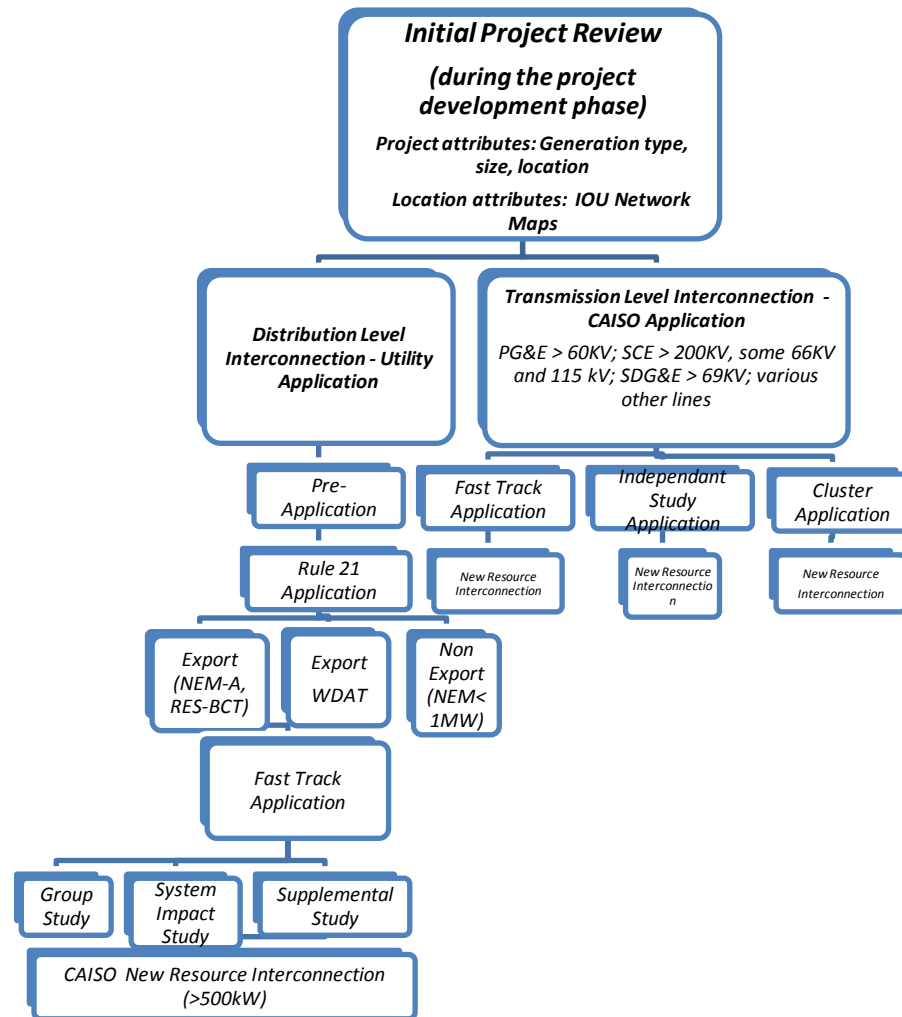 Initial Project Review
(during the project
development phase)
Project attributes: Generation type,
size, location
Location attributes: IOU Network
Maps
Distribution Level
Interconnection - Utility
Application
Transmission Level Interconnection -
CAISO Application
PG&E > 60KV; SCE > 200KV, some 66KV
and 115 kV; SDG&E > 69KV; various
other lines
Pre-
Application
Fast Track
Application
Independant
Study
Application
Cluster
Application
Rule 21
Application
New Resource
Interconnection
New Resource
Interconnectio
n
New Resource
Interconnection
Export
(NEM-A,
RES-BCT)
Export
WDAT
Non
Export
(NEM<
1MW)
Fast Track
Application
Group
Study
System
Impact
Study
Supplemental
Study
CAISO New Resource Interconnection
(>500kW)